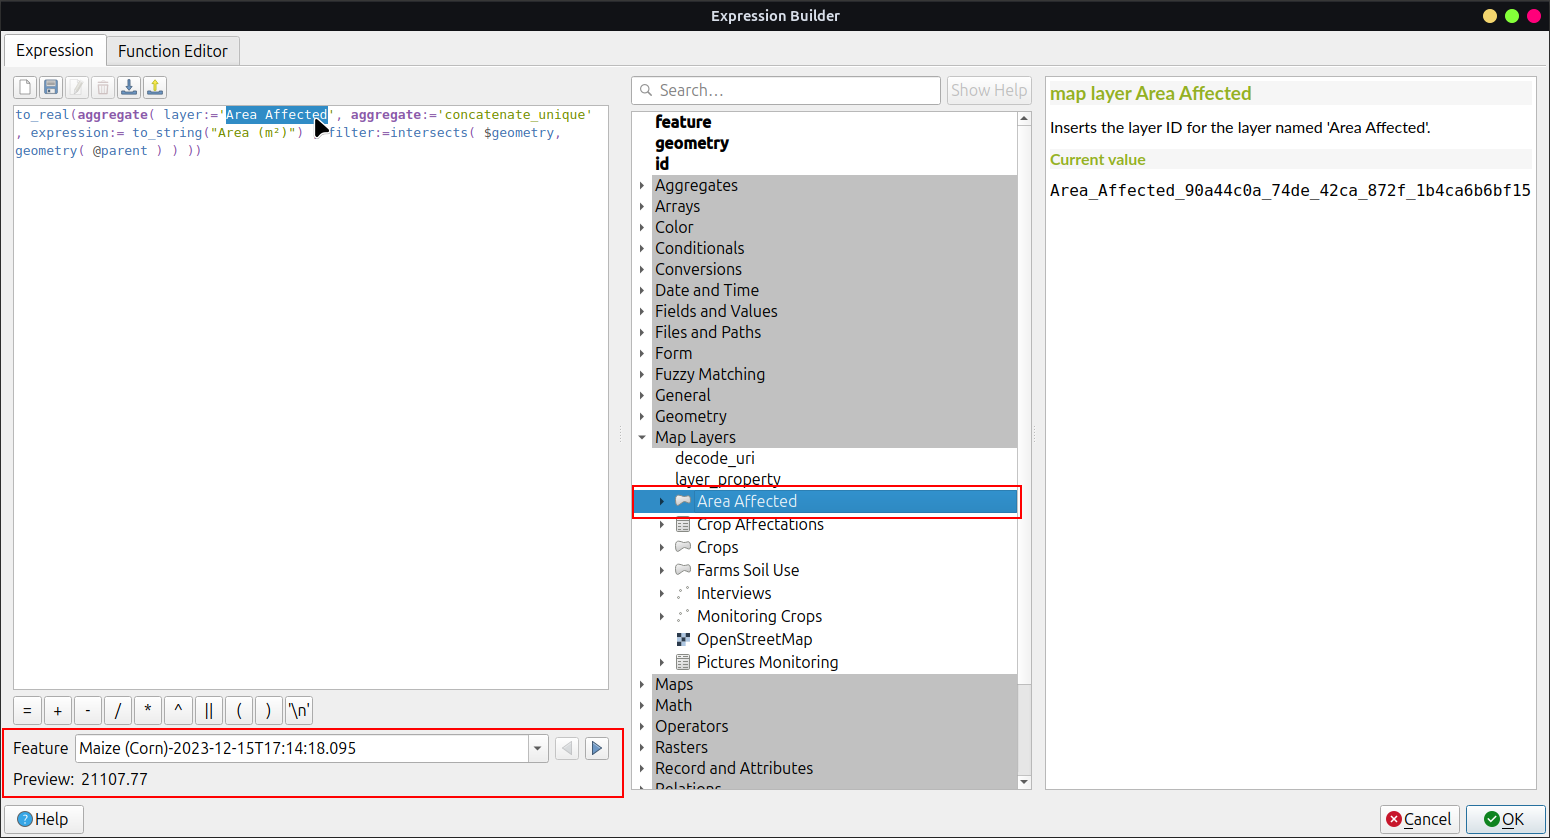 Expression Builder
Expression
Function Editor
to_real(aggregate( layer:='Area Affected', aggregate:='concatenate_unique'
, expression:= to_string("Area (m²)") filter:=intersects( $geometry,
geometry( @parent ) ) ))
= + - / * ^ || ( ) '\n'
Feature Maize (Corn)-2023-12-15T17:14:18.095
Preview: 21107.77
Search…
Show Help
feature
geometry
id
Aggregates
Arrays
Color
Conditionals
Conversions
Date and Time
Fields and Values
Files and Paths
Form
Fuzzy Matching
General
Geometry
Map Layers
decode_uri
layer_property
Area Affected
Crop Affectations
Crops
Farms Soil Use
Interviews
Monitoring Crops
OpenStreetMap
Pictures Monitoring
Maps
Math
Operators
Rasters
Record and Attributes
Relations
map layer Area Affected
Inserts the layer ID for the layer named 'Area Affected'.
Current value
Area_Affected_90a44c0a_74de_42ca_872f_1b4ca6b6bf15
Help
Cancel
OK